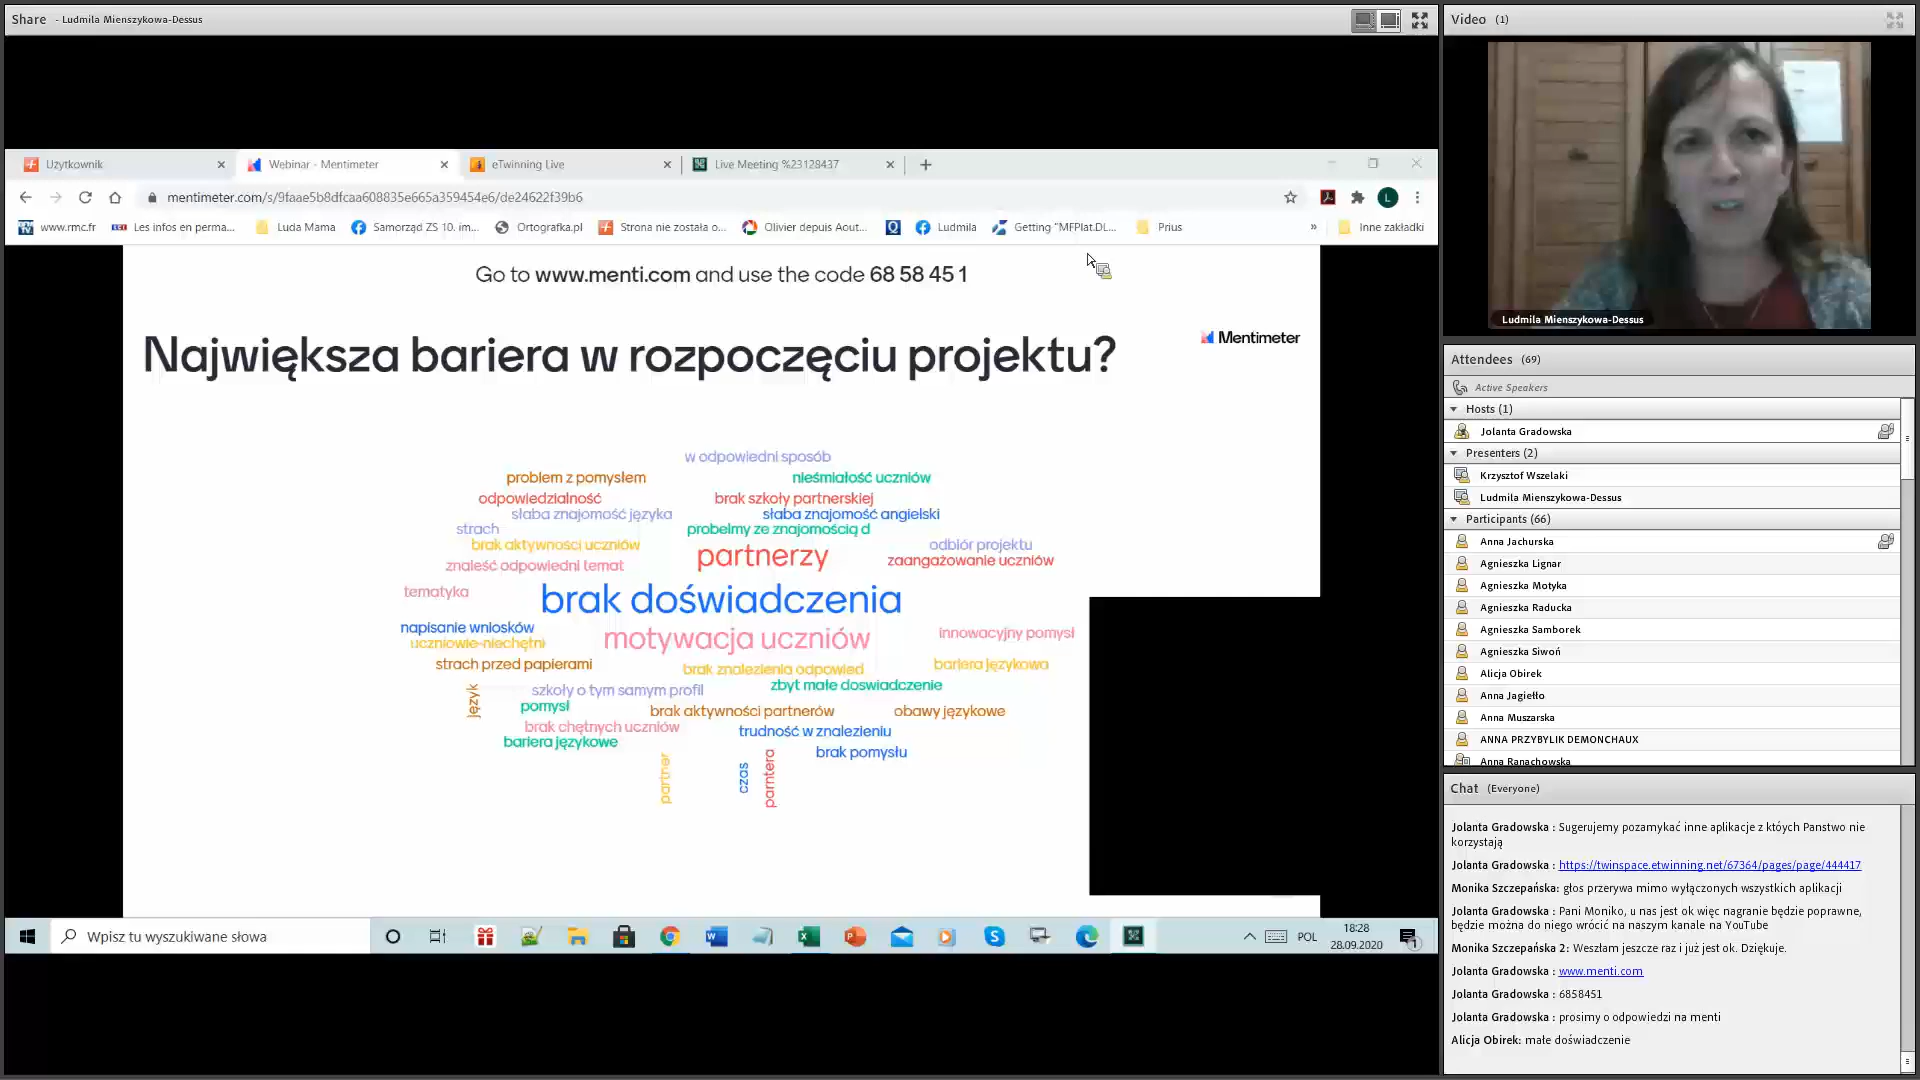 Share - Ludmila Mienszykowa-Dessus
Użytkownik
Webinar - Mentimeter
eTwinning Live
Live Meeting %23128437
mentimeter.com/s/9faae5b8dfcaa608835e665a359454e6/de24622f39b6
www.rmc.fr
Les infos en perma...
Luda Mama
Samorząd ZS 10. im...
Ortografka.pl
Strona nie została o...
Olivier depuis Aout...
Ludmila
Getting "MFPlat.DL...
Prius
»
Inne zakładki
Go to www.menti.com and use the code 68 58 45 1
Największa bariera w rozpoczęciu projektu?
Mentimeter
w odpowiedni sposób
problem z pomysłem
nieśmiałość uczniów
odpowiedzialność
brak szkoły partnerskiej
słaba znajomość języka
słaba znajomość angielski
strach
probelmy ze znajomością d
brak aktywności uczniów
odbiór projektu
partnerzy
zaangażowanie uczniów
znaleść odpowiedni temat
tematyka
brak doświadczenia
napisanie wniosków
motywacja uczniów
innowacyjny pomysł
uczniowie niechętni
strach przed papierami
brak znalezienia odpowied
bariera językowa
język
szkoły o tym samym profil
zbyt małe doswiadczenie
pomysł
brak aktywności partnerów
obawy językowe
brak chętnych uczniów
trudność w znalezieniu
bariera językowe
brak pomysłu
partner
czas
parntera
Wpisz tu wyszukiwane słowa
POL
18:28
28.09.2020
Video (1)
Ludmila Mienszykowa-Dessus
Attendees (69)
Active Speakers
Hosts (1)
Jolanta Gradowska
Presenters (2)
Krzysztof Wszelaki
Ludmila Mienszykowa-Dessus
Participants (66)
Anna Jachurska
Agnieszka Lignar
Agnieszka Motyka
Agnieszka Raducka
Agnieszka Samborek
Agnieszka Siwoń
Alicja Obirek
Anna Jagiełło
Anna Muszarska
ANNA PRZYBYLIK DEMONCHAUX
Anna Ranachowska
Chat (Everyone)
Jolanta Gradowska : Sugerujemy pozamykać inne aplikacje z któych Panstwo nie
korzystają
Jolanta Gradowska : https://twinspace.etwinning.net/67364/pages/page/444417
Monika Szczepańska: głos przerywa mimo wyłączonych wszystkich aplikacji
Jolanta Gradowska : Pani Moniko, u nas jest ok więc nagranie będzie poprawne,
będzie można do niego wrócić na naszym kanale na YouTube
Monika Szczepańska 2: Weszłam jeszcze raz i już jest ok. Dziękuje.
Jolanta Gradowska : www.menti.com
Jolanta Gradowska : 6858451
Jolanta Gradowska : prosimy o odpowiedzi na menti
Alicja Obirek: małe doświadczenie